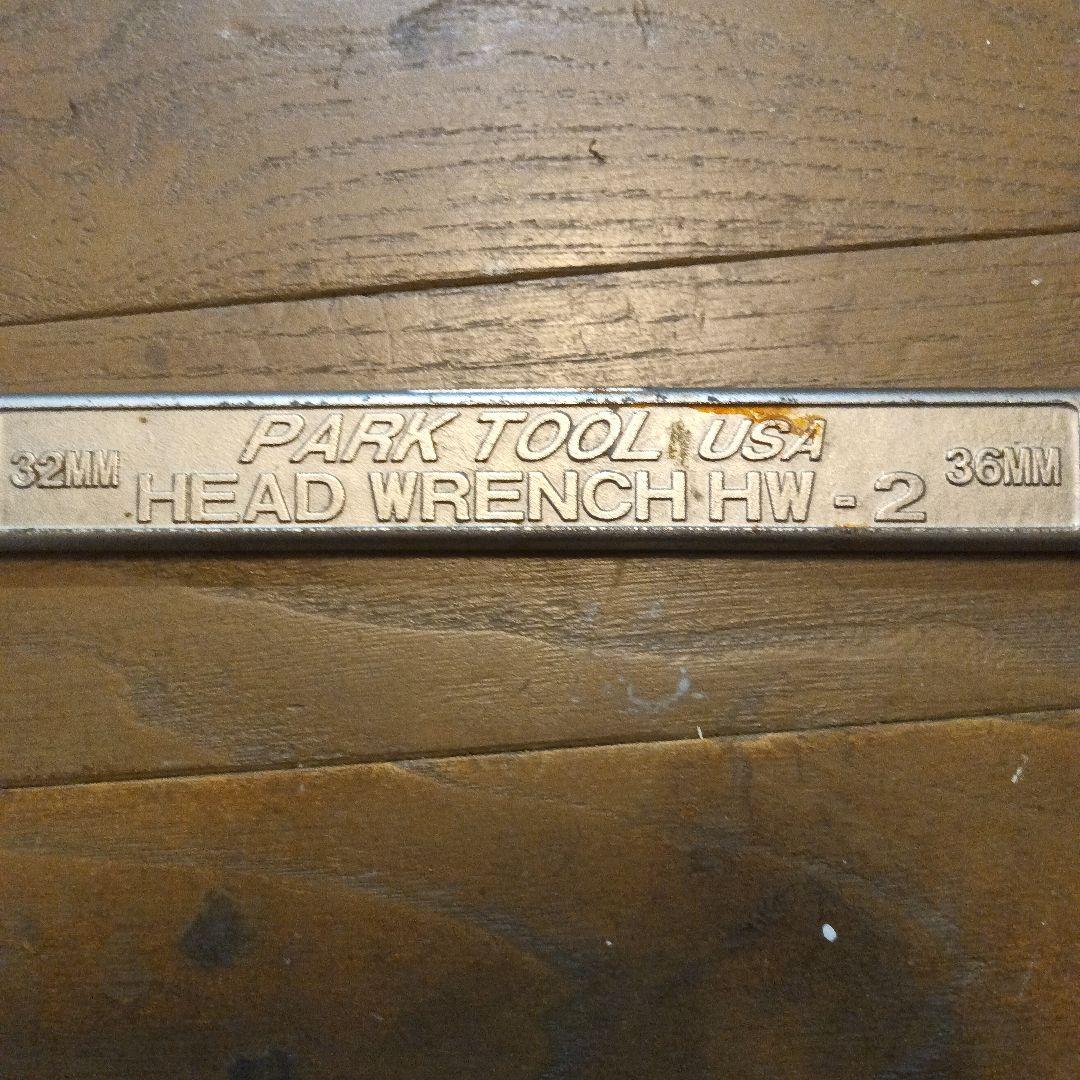 PARK TOOL USA
32MM HEAD WRENCH HW-2 36MM